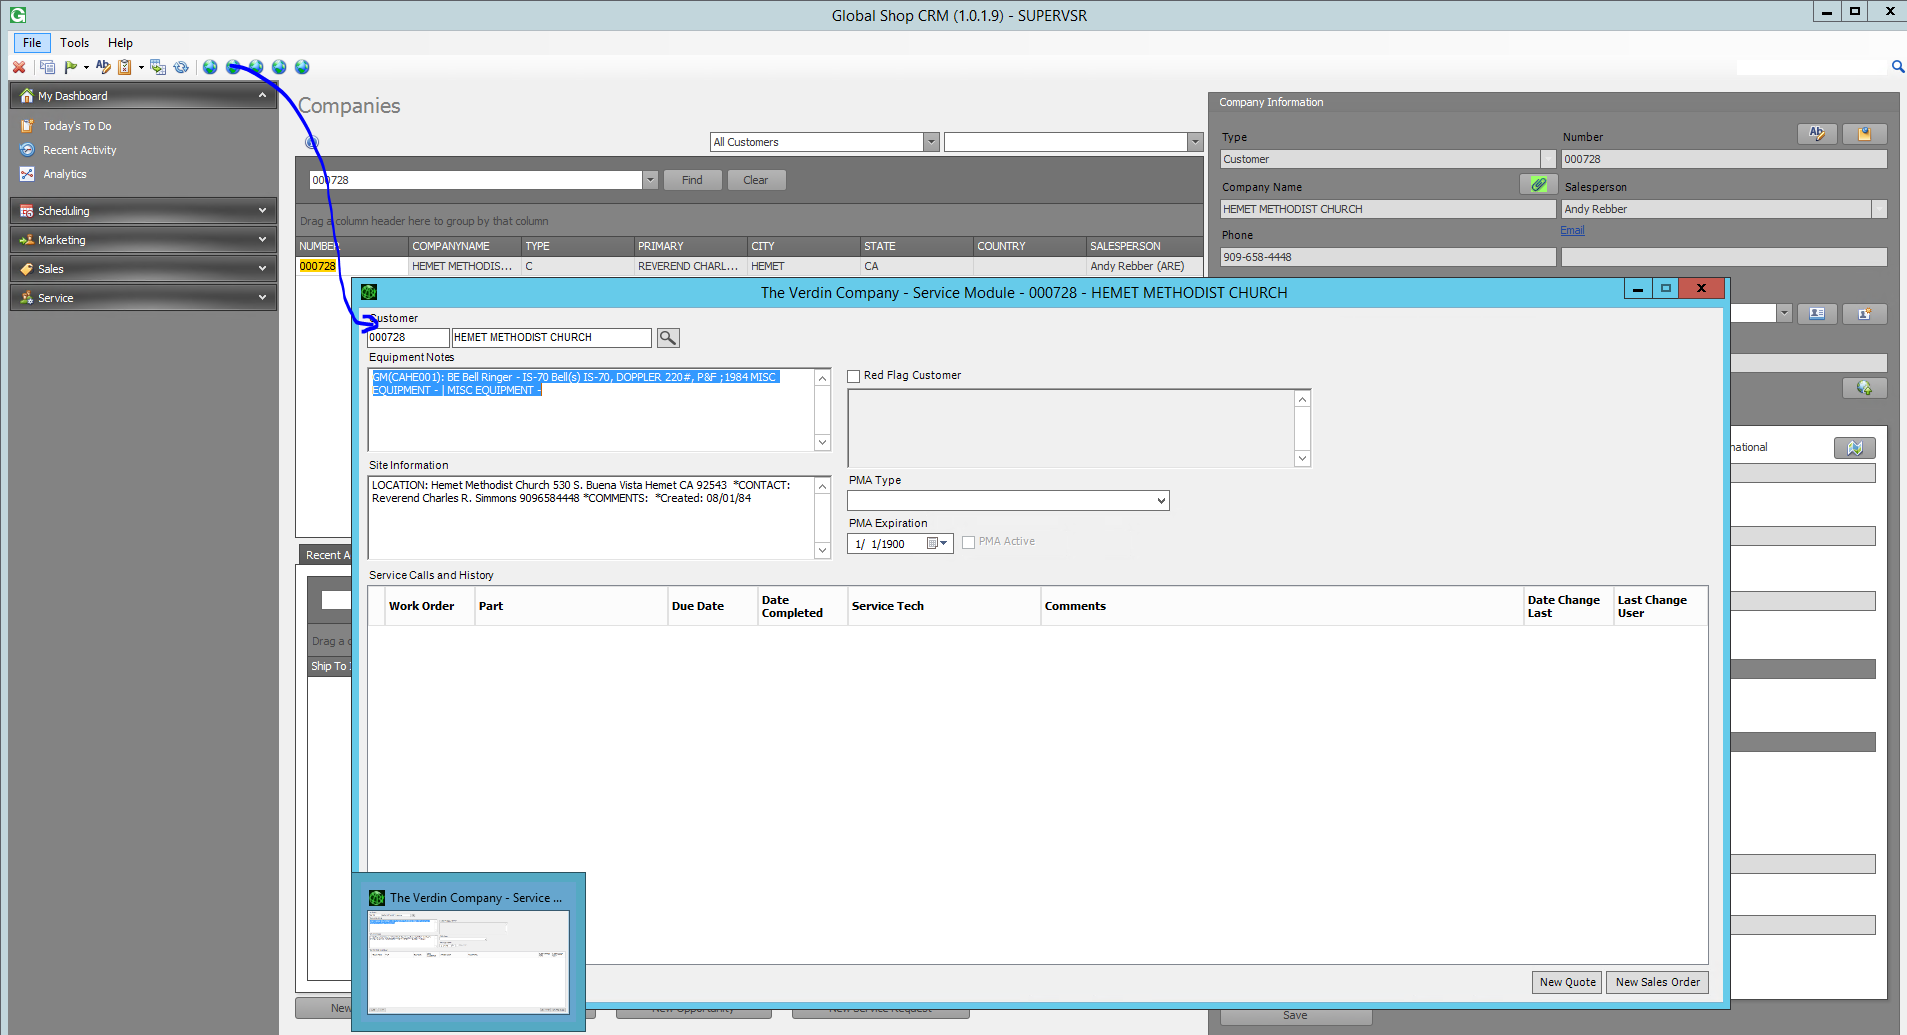 Global Shop CRM (1.0.1.9) - SUPERVSR
File Tools Help
My Dashboard
Today's To Do
Recent Activity
Analytics
Scheduling
Marketing
Sales
Service
Companies
All Customers
000728 Find Clear
Drag a column header here to group by that column
NUMBER COMPANYNAME TYPE PRIMARY CITY STATE COUNTRY SALESPERSON
000728 HEMET METHODIS... C REVEREND CHARL... HEMET CA Andy Rebber (ARE)
Company Information
Type Number
Customer 000728
Company Name Salesperson
HEMET METHODIST CHURCH Andy Rebber
Phone Email
909-658-4448
national
The Verdin Company - Service Module - 000728 - HEMET METHODIST CHURCH
Customer
000728 HEMET METHODIST CHURCH
Equipment Notes
GM(CAHE001): BE Bell Ringer - IS-70 Bell(s) IS-70, DOPPLER 220#, P&F ;1984 MISC
EQUIPMENT - | MISC EQUIPMENT -
Red Flag Customer
Site Information
LOCATION: Hemet Methodist Church 530 S. Buena Vista Hemet CA 92543 *CONTACT:
Reverend Charles R. Simmons 9096584448 *COMMENTS: *Created: 08/01/84
PMA Type
PMA Expiration
1/ 1/1900 PMA Active
Service Calls and History
Work Order Part Due Date Date Completed Service Tech Comments Date Change Last Last Change User
Recent A
Drag a c
Ship To I
The Verdin Company - Service ...
New Quote New Sales Order
New
New Opportunity
New Service Request
Save